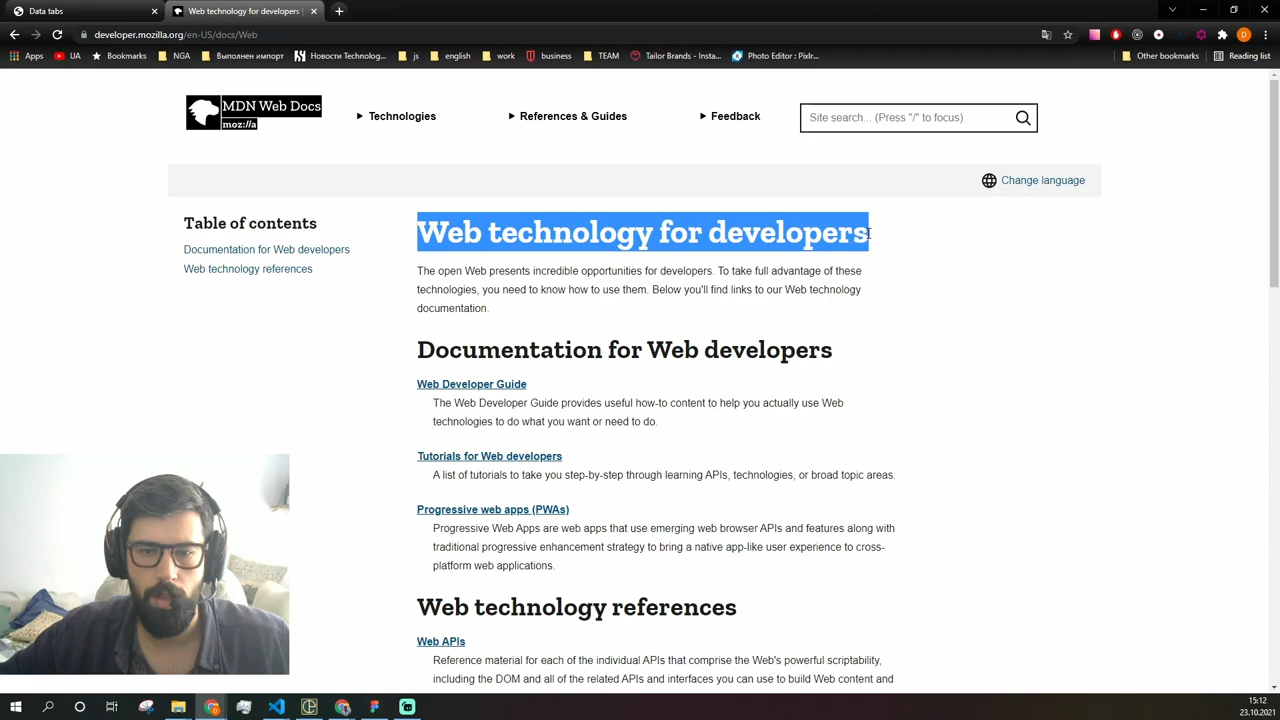 Data tabs
Web technology for developers |
developer.mozilla.org/en-US/docs/Web
Apps
UA
Bookmarks
NGA
Выполнен импорт
Новости Technolog...
js
english
work
business
TEAM
Tailor Brands - Insta...
Photo Editor : Pixlr...
Other bookmarks
Reading list
MDN Web Docs
moz://a
Technologies
References & Guides
Feedback
Site search... (Press "/" to focus)
Change language
Table of contents
Documentation for Web developers
Web technology references
Web technology for developers
The open Web presents incredible opportunities for developers. To take full advantage of these
technologies, you need to know how to use them. Below you'll find links to our Web technology
documentation.
Documentation for Web developers
Web Developer Guide
The Web Developer Guide provides useful how-to content to help you actually use Web
technologies to do what you want or need to do.
Tutorials for Web developers
A list of tutorials to take you step-by-step through learning APIs, technologies, or broad topic areas.
Progressive web apps (PWAs)
Progressive Web Apps are web apps that use emerging web browser APIs and features along with
traditional progressive enhancement strategy to bring a native app-like user experience to cross-
platform web applications.
Web technology references
Web APIs
Reference material for each of the individual APIs that comprise the Web's powerful scriptability,
including the DOM and all of the related APIs and interfaces you can use to build Web content and
15:12
23.10.2021